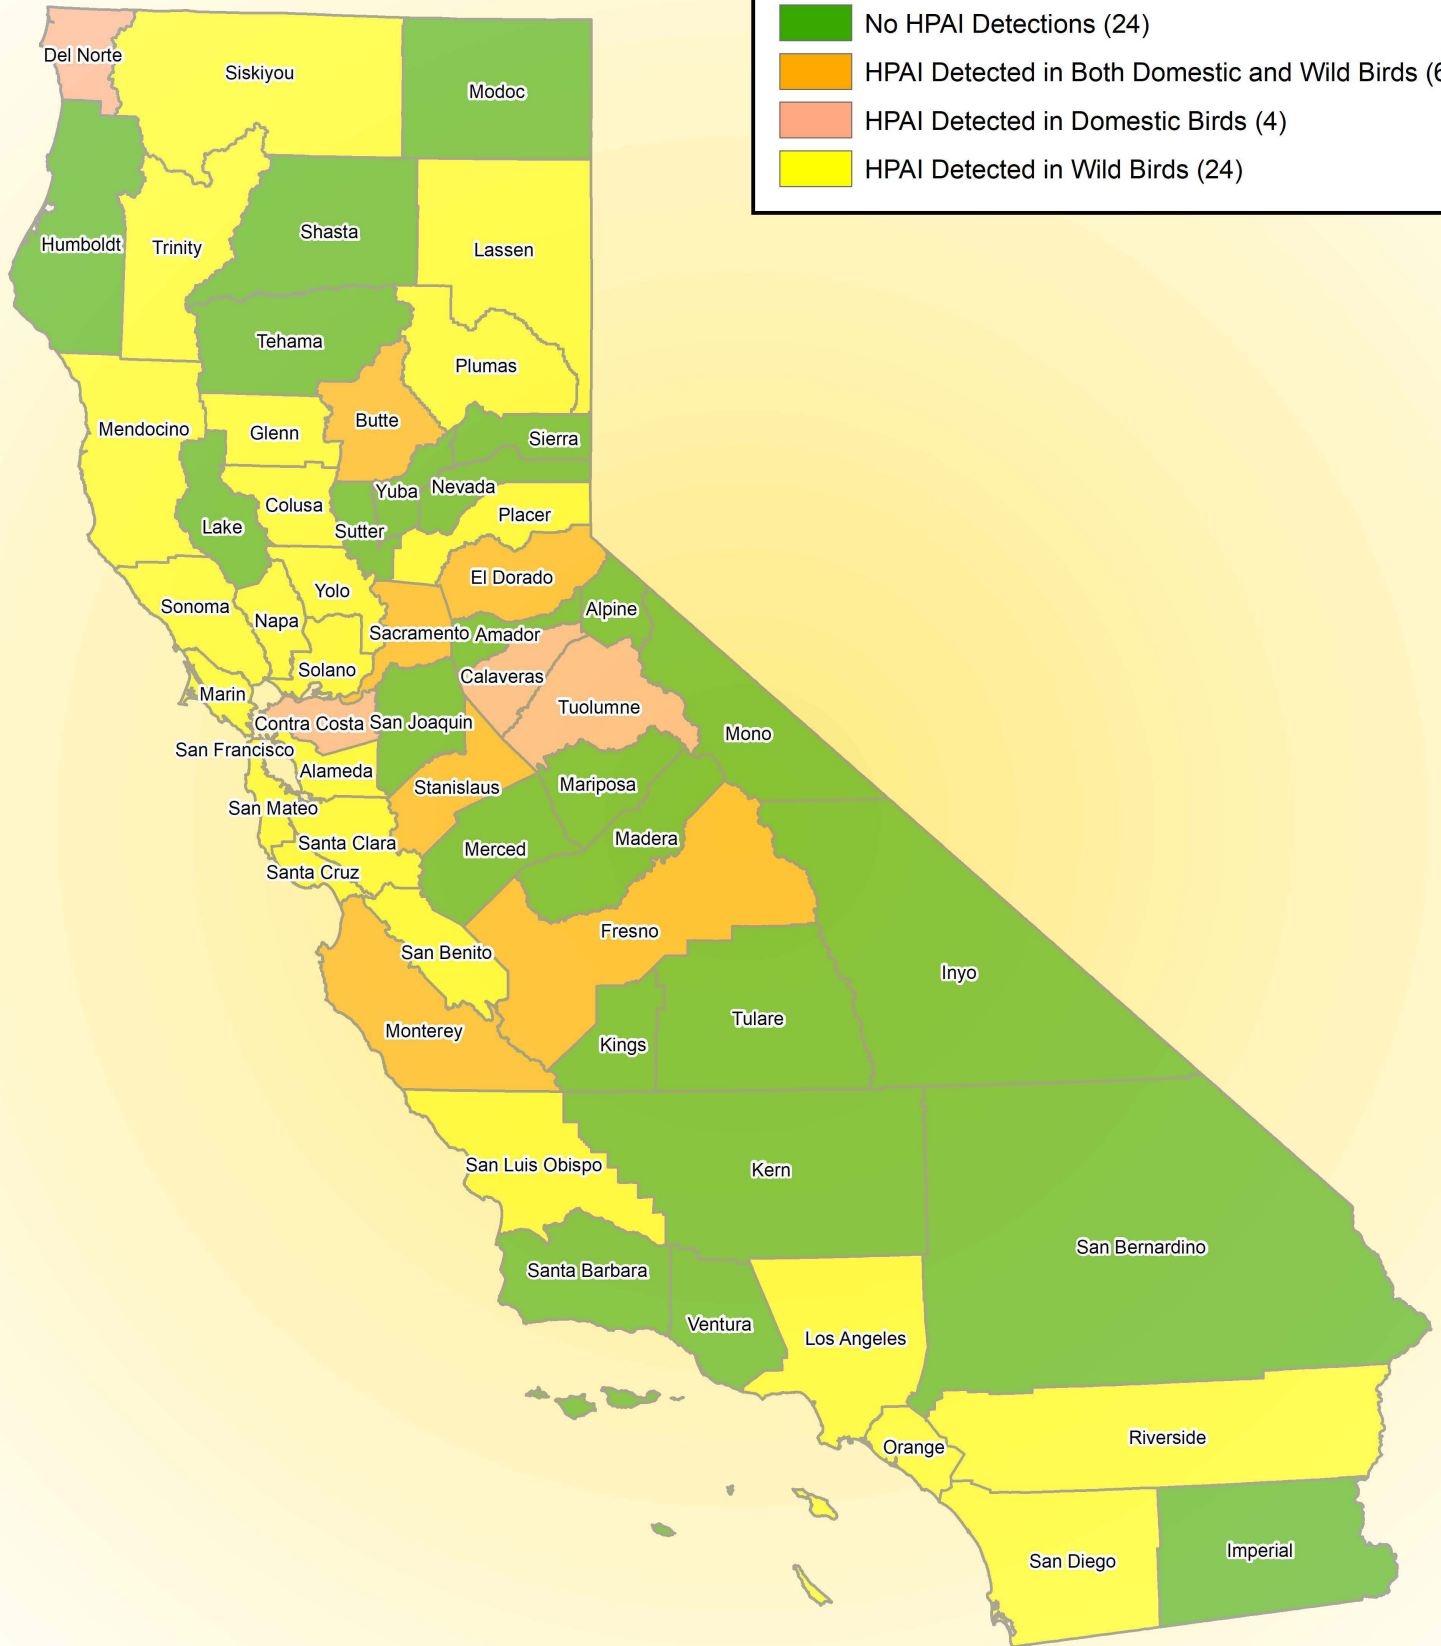 No HPAI Detections (24)
HPAI Detected in Both Domestic and Wild Birds (6
HPAI Detected in Domestic Birds (4)
HPAI Detected in Wild Birds (24)
Del Norte
Siskiyou
Modoc
Humboldt
Trinity
Shasta
Lassen
Tehama
Plumas
Mendocino
Glenn
Butte
Sierra
Lake
Colusa
Sutter
Yuba
Nevada
Placer
El Dorado
Sonoma
Napa
Yolo
Sacramento
Amador
Alpine
Marin
Solano
Calaveras
Tuolumne
Mono
Contra Costa
San Joaquin
San Francisco
Alameda
Stanislaus
Mariposa
San Mateo
Santa Clara
Merced
Madera
Santa Cruz
San Benito
Fresno
Inyo
Monterey
Kings
Tulare
San Luis Obispo
Kern
San Bernardino
Santa Barbara
Ventura
Los Angeles
Orange
Riverside
San Diego
Imperial